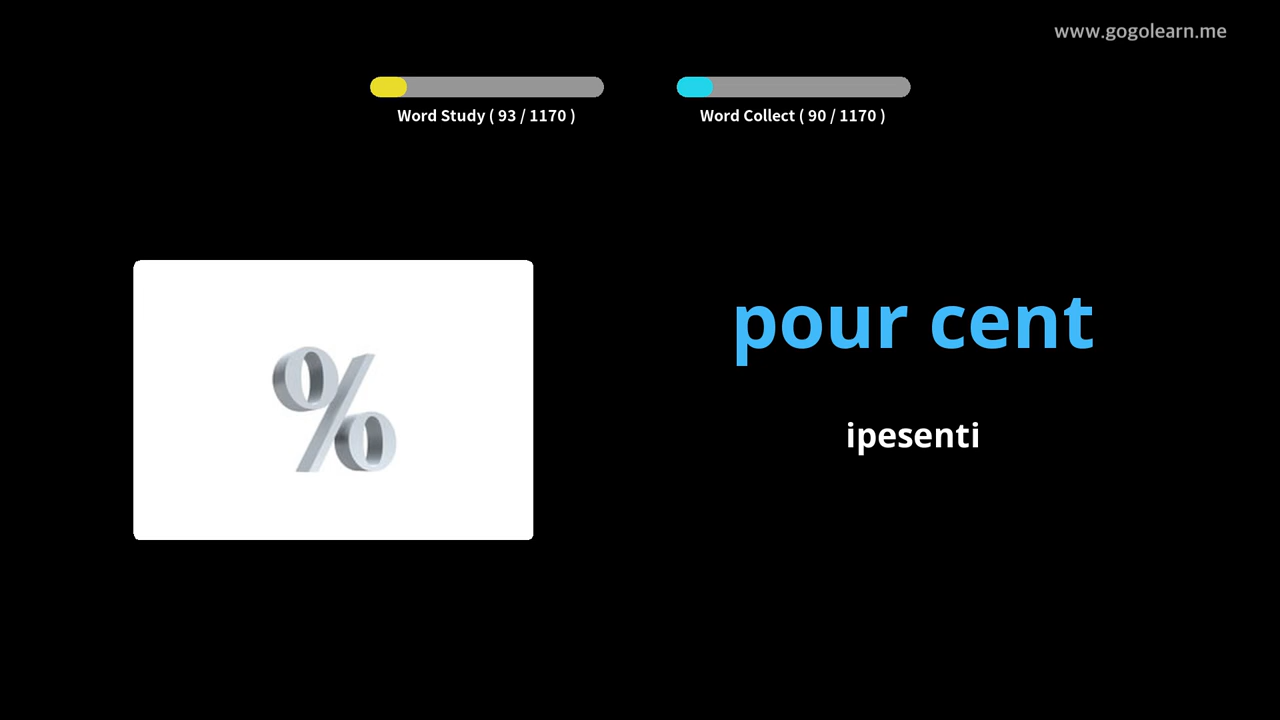 www.gogolearn.me
Word Study ( 93 / 1170 )
Word Collect ( 90 / 1170 )
%
pour cent
ipesenti